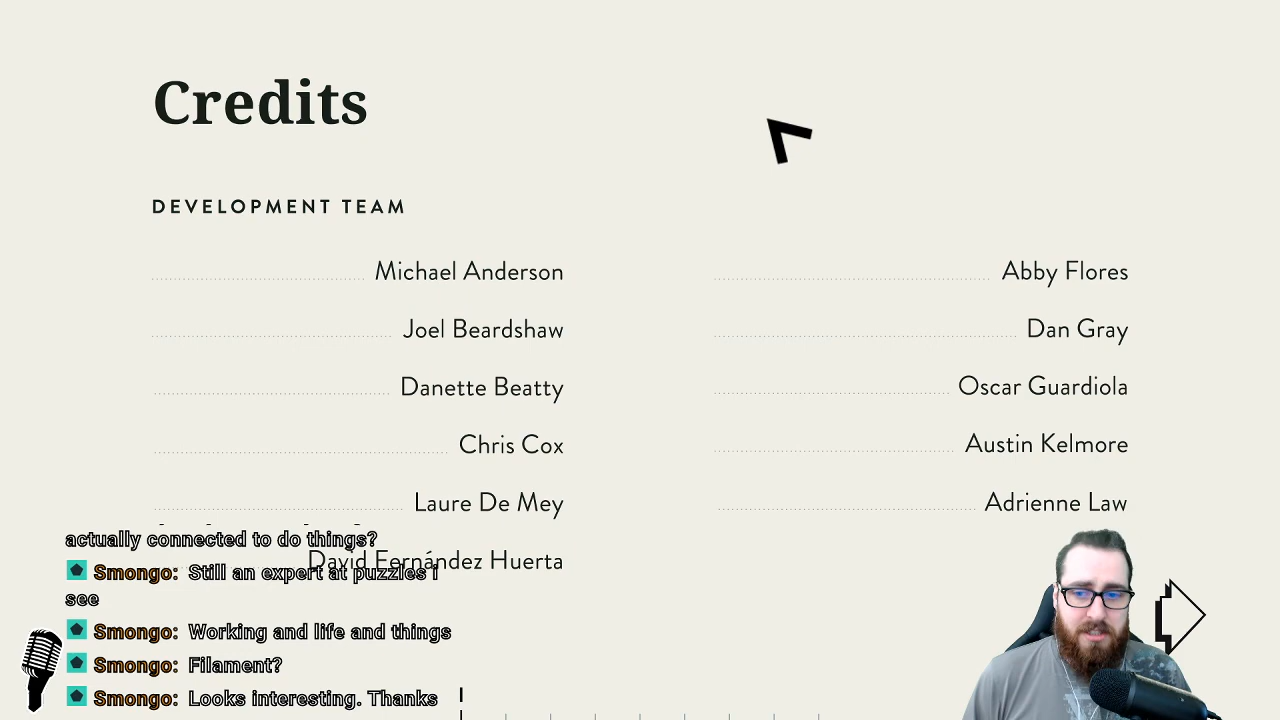 Credits
DEVELOPMENT TEAM
Michael Anderson
Abby Flores
Joel Beardshaw
Dan Gray
Danette Beatty
Oscar Guardiola
Chris Cox
Austin Kelmore
Laure De Mey
Adrienne Law
David Fernández Huerta
actually connected to do things?
Smongo: Still an expert at puzzles I
see
Smongo: Working and life and things
Smongo: Filament?
Smongo: Looks interesting. Thanks